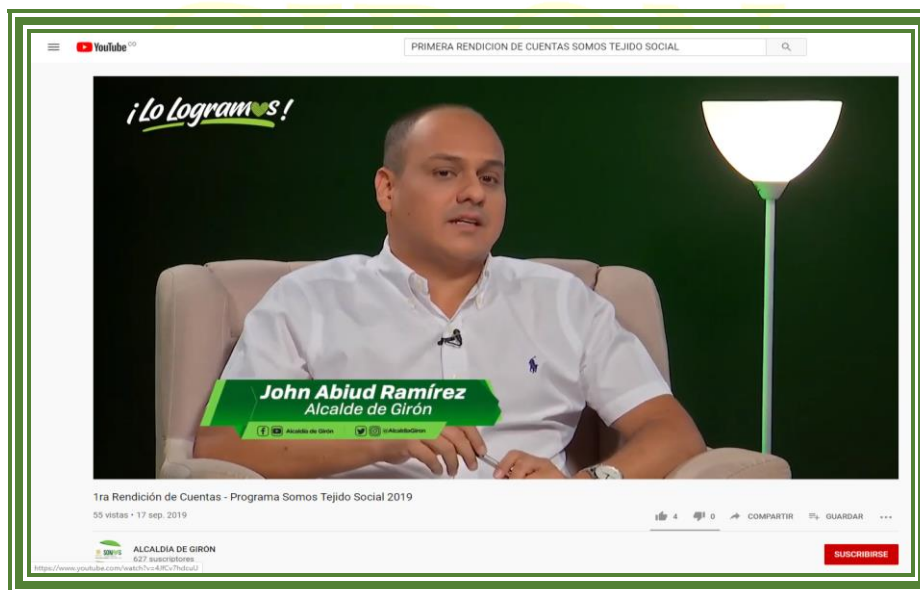 YouTube CO
PRIMERA RENDICION DE CUENTAS SOMOS TEJIDO SOCIAL
¡Lo Logramos!
John Abiud Ramírez
Alcalde de Girón
Alcaldía de Girón @AlcaldiaGiron
1ra Rendición de Cuentas - Programa Somos Tejido Social 2019
55 vistas • 17 sep. 2019
4 0 COMPARTIR GUARDAR
ALCALDÍA DE GIRÓN
627 suscriptores
SUSCRIBIRSE